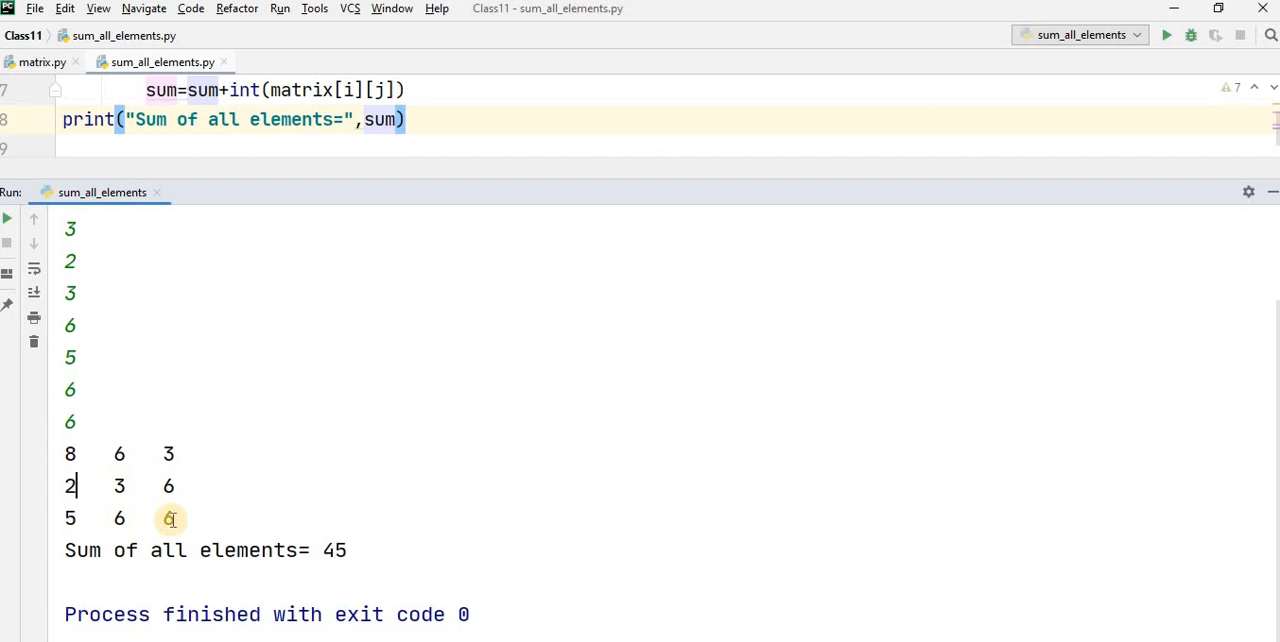 PC File Edit View Navigate Code Refactor Run Tools VCS Window Help Class11 - sum_all_elements.py
Class11 sum_all_elements.py sum_all_elements
matrix.py sum_all_elements.py
7 sum=sum+int(matrix[i][j]) 7
8 print("Sum of all elements=",sum)
9
Run: sum_all_elements
3
2
3
6
5
6
6
8 6 3
2 3 6
5 6 6
Sum of all elements= 45
Process finished with exit code 0